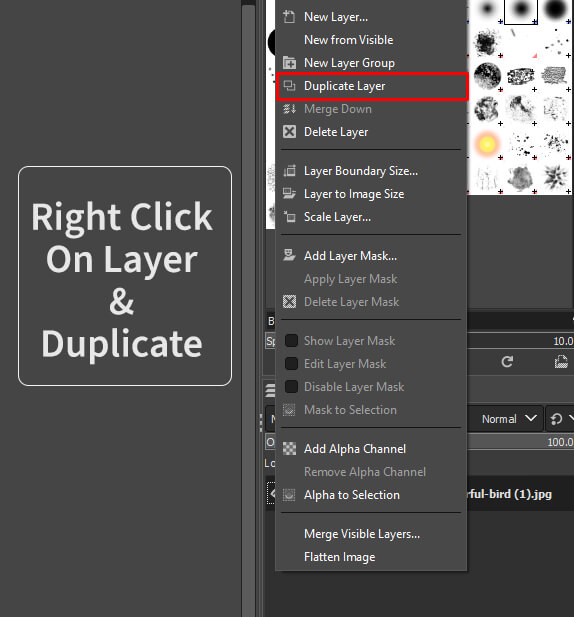 Right Click
On Layer
&
Duplicate
New Layer...
New from Visible
New Layer Group
Duplicate Layer
Merge Down
Delete Layer
Layer Boundary Size...
Layer to Image Size
Scale Layer...
Add Layer Mask...
Apply Layer Mask
Delete Layer Mask
Show Layer Mask
Edit Layer Mask
Disable Layer Mask
Mask to Selection
Add Alpha Channel
Remove Alpha Channel
Alpha to Selection
Merge Visible Layers...
Flatten Image
10.0
Normal
100.0
rful-bird (1).jpg